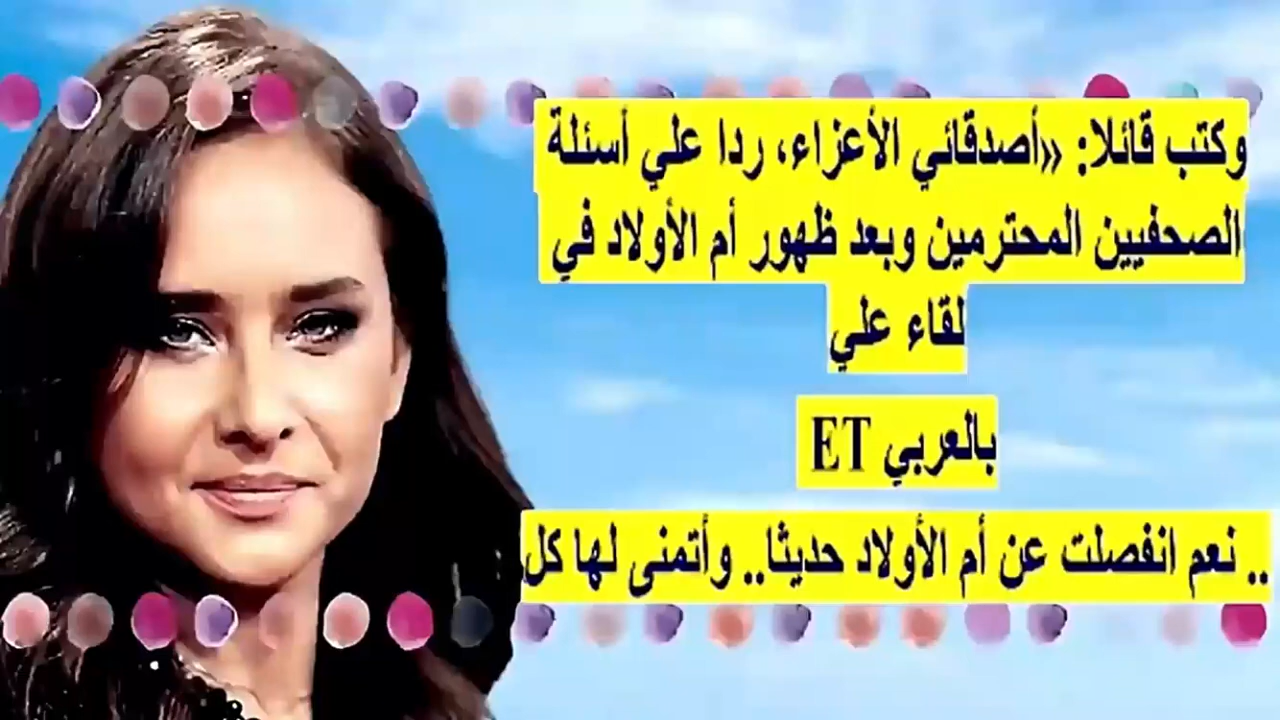 وكتب قائلا: «أصدقائي الأعزاء، ردا علي أسئلة
الصحفيين المحترمين وبعد ظهور أم الأولاد في
لقاء علي
ET بالعربي
.. نعم انفصلت عن أم الأولاد حديثا.. وأتمنى لها كل